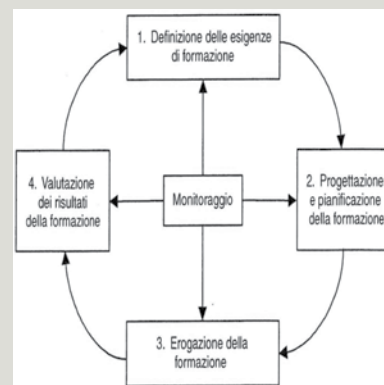 1. Definizione delle esigenze
di formazione
4. Valutazione
dei risultati
della formazione
Monitoraggio
2. Progettazione
e pianificazione
della formazione
3. Erogazione della
formazione